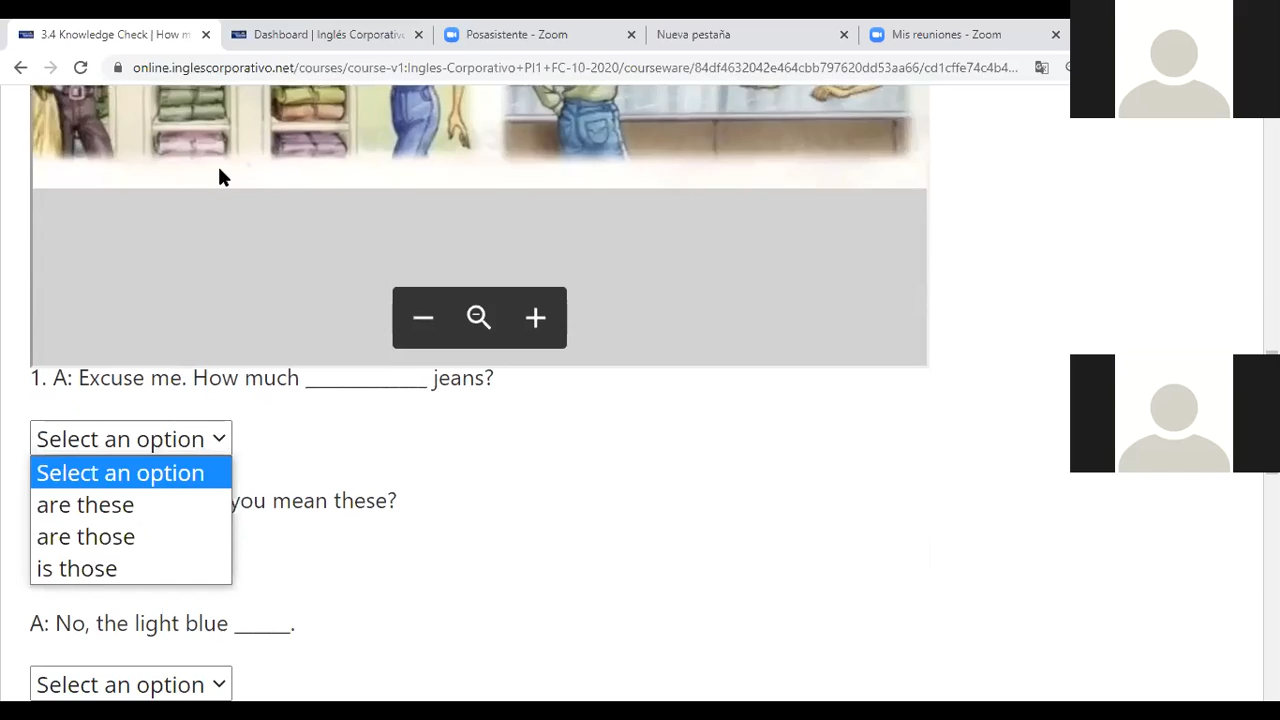 3.4 Knowledge Check | How m
Dashboard | Inglés Corporativo
Posasistente - Zoom
Nueva pestaña
Mis reuniones - Zoom
online.inglescorporativo.net/courses/course-v1:Ingles-Corporativo+PI1+FC-10-2020/courseware/84df4632042e464cbb797620dd53aa66/cd1cffe74c4b4...
1. A: Excuse me. How much ____________ jeans?
Select an option
Select an option
are these
you mean these?
are those
is those
A: No, the light blue _____.
Select an option